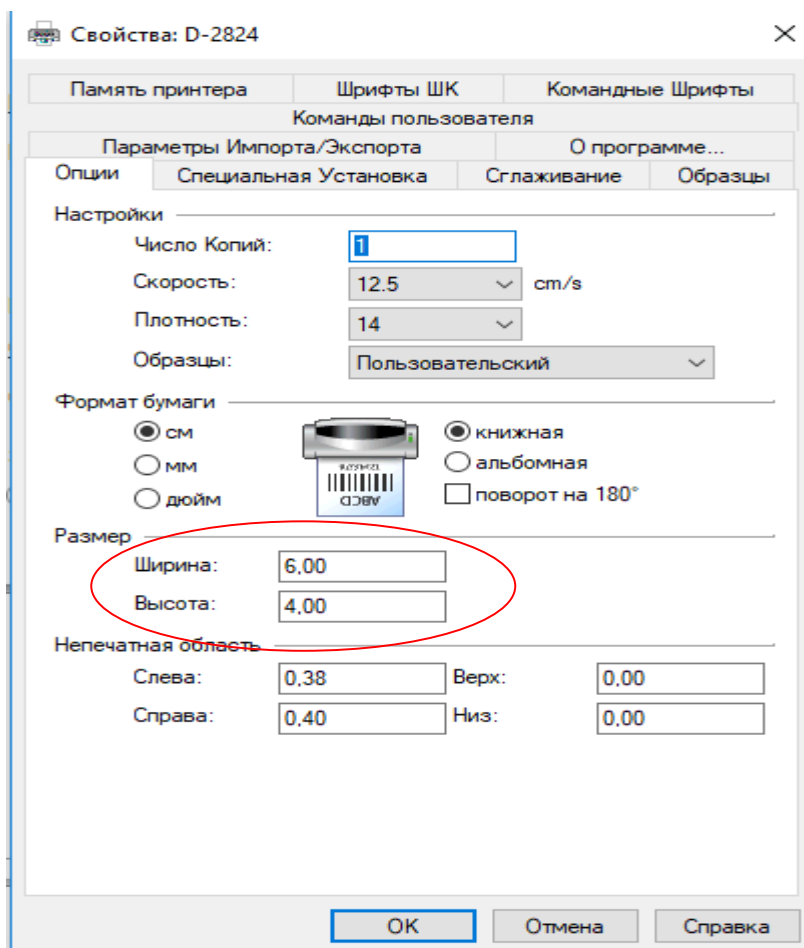 Свойства: D-2824
Память принтера Шрифты ШК Командные Шрифты
Команды пользователя
Параметры Импорта/Экспорта О программе...
Опции Специальная Установка Сглаживание Образцы
Настройки
Число Копий: 1
Скорость: 12.5 cm/s
Плотность: 14
Образцы: Пользовательский
Формат бумаги
см книжная
мм альбомная
дюйм поворот на 180°
ABCD
Размер
Ширина: 6,00
Высота: 4,00
Непечатная область
Слева: 0,38 Верх: 0,00
Справа: 0,40 Низ: 0,00
OK Отмена Справка